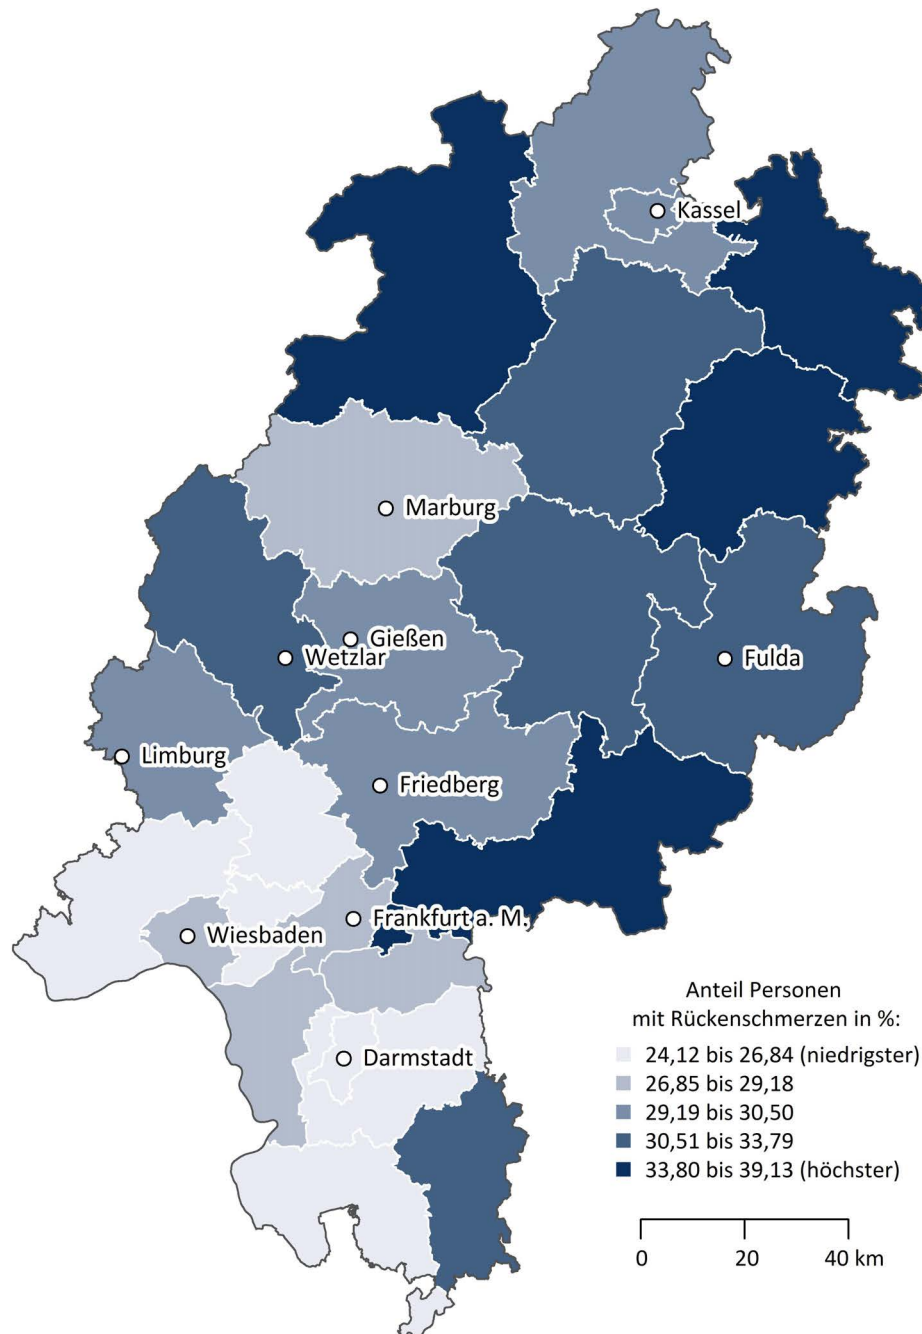 Kassel
Marburg
Gießen
Wetzlar
Fulda
Limburg
Friedberg
Frankfurt a. M.
Wiesbaden
Darmstadt
Anteil Personen
mit Rückenschmerzen in %:
24,12 bis 26,84 (niedrigster)
26,85 bis 29,18
29,19 bis 30,50
30,51 bis 33,79
33,80 bis 39,13 (höchster)
0 20 40 km